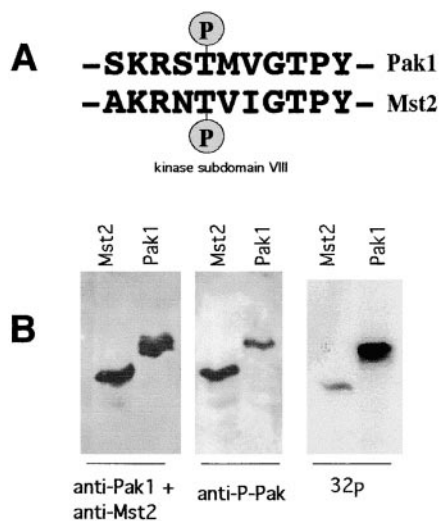 A
P
–SKRSTMVGTPY– Pak1
–AKRNTVIGTPY– Mst2
P
kinase subdomain VIII
B
Mst2 Pak1 Mst2 Pak1 Mst2 Pak1
anti-Pak1 +
anti-Mst2
anti-P-Pak
32p